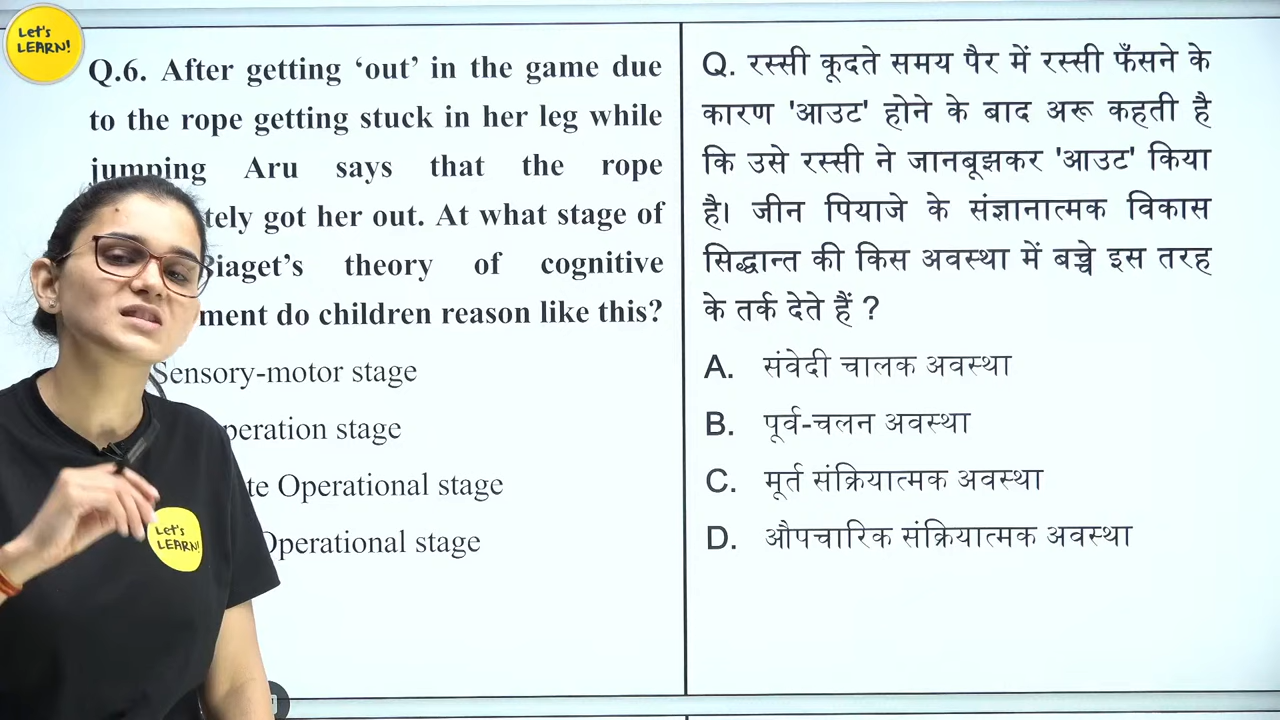 Let's
LEARN!
Q.6. After getting ‘out’ in the game due
to the rope getting stuck in her leg while
jumping Aru says that the rope
tely got her out. At what stage of
Biaget’s theory of cognitive
ment do children reason like this?
Sensory-motor stage
peration stage
te Operational stage
Operational stage
Q. रस्सी कूदते समय पैर में रस्सी फँसने के
कारण 'आउट' होने के बाद अरू कहती है
कि उसे रस्सी ने जानबूझकर 'आउट' किया
है। जीन पियाजे के संज्ञानात्मक विकास
सिद्धान्त की किस अवस्था में बच्चे इस तरह
के तर्क देते हैं ?
A. संवेदी चालक अवस्था
B. पूर्व-चलन अवस्था
C. मूर्त संक्रियात्मक अवस्था
D. औपचारिक संक्रियात्मक अवस्था
Let's
LEARN!